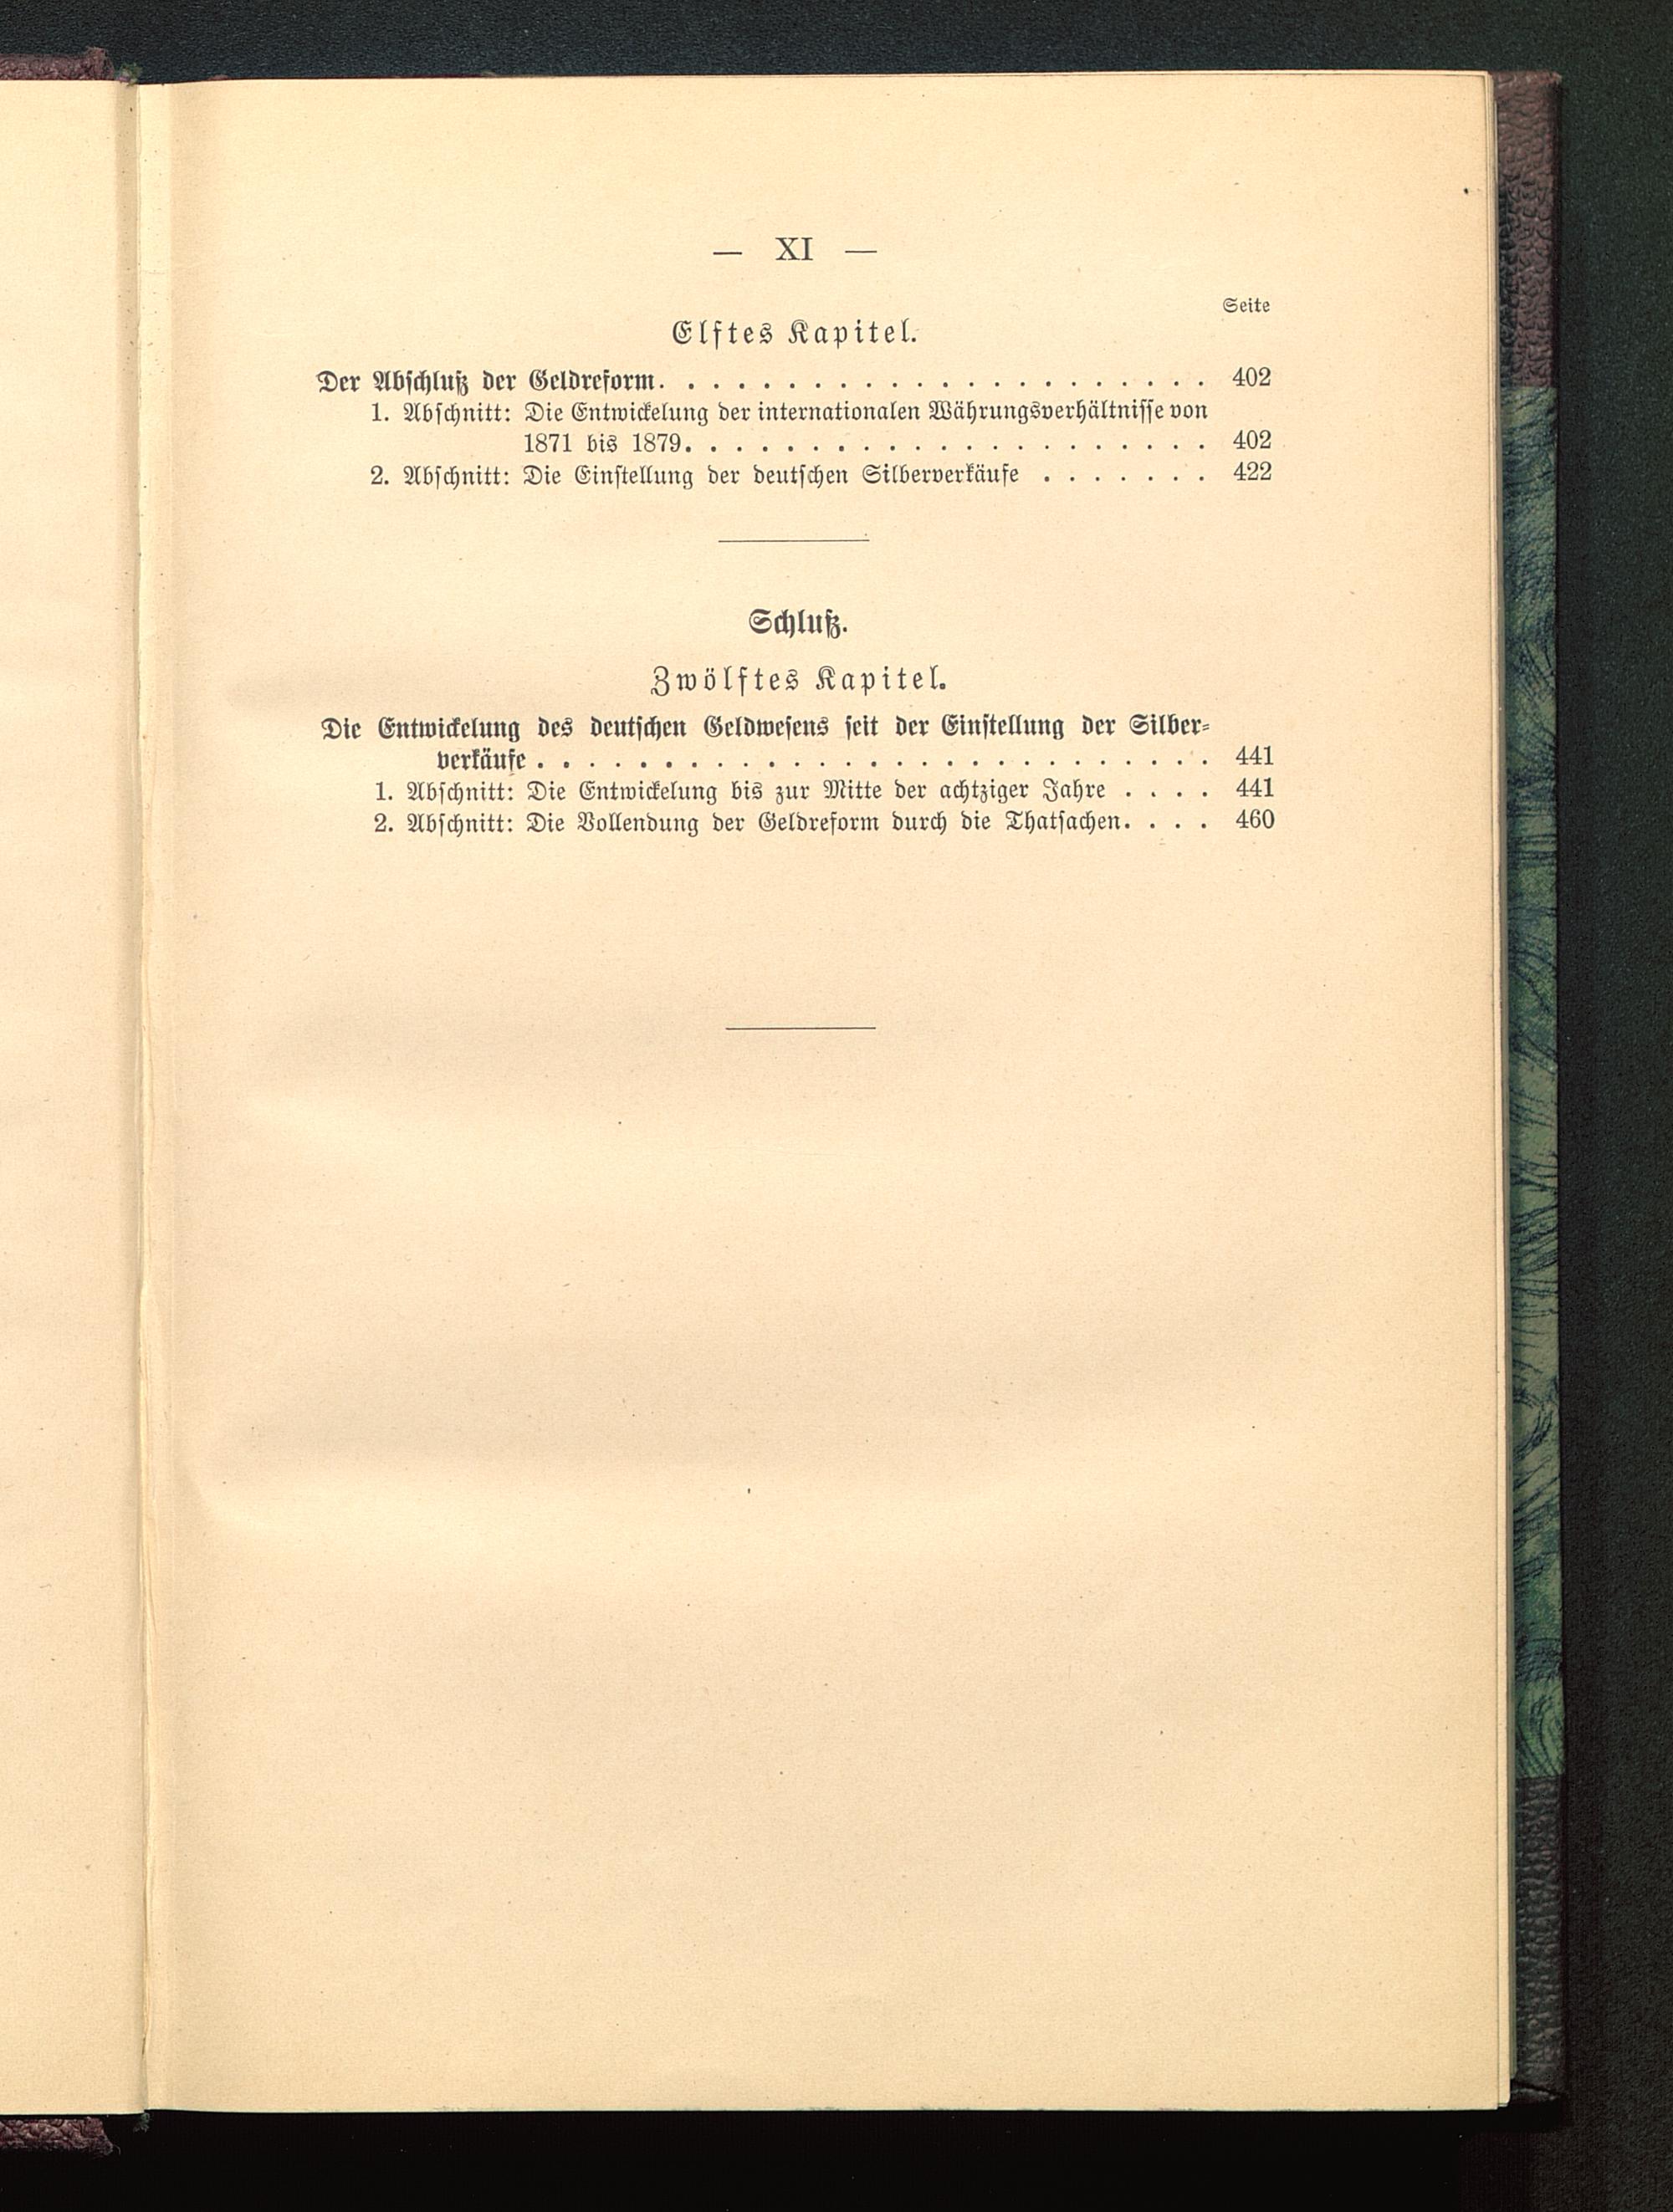 — XI —
Seite
Elftes Kapitel.
Der Abschluß der Geldreform. . . . . . . . . . . . . . . . . . . . . . 402
1. Abschnitt: Die Entwickelung der internationalen Währungsverhältnisse von
1871 bis 1879. . . . . . . . . . . . . . . . . . . . . 402
2. Abschnitt: Die Einstellung der deutschen Silberverkäufe . . . . . . . 422
Schluß.
Zwölftes Kapitel.
Die Entwickelung des deutschen Geldwesens seit der Einstellung der Silber-
verkäufe . . . . . . . . . . . . . . . . . . . . . . . . . . . 441
1. Abschnitt: Die Entwickelung bis zur Mitte der achtziger Jahre . . . . 441
2. Abschnitt: Die Vollendung der Geldreform durch die Thatsachen. . . . 460